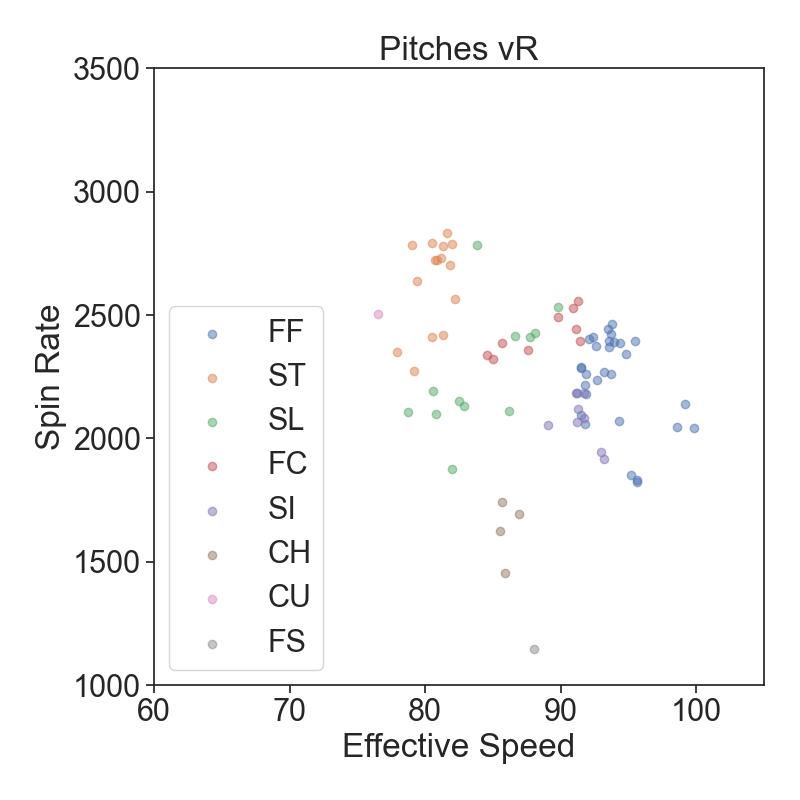 Pitches vR
3500
3000
2500
2000
1500
1000
Spin Rate
FF
ST
SL
FC
SI
CH
CU
FS
60 70 80 90 100
Effective Speed